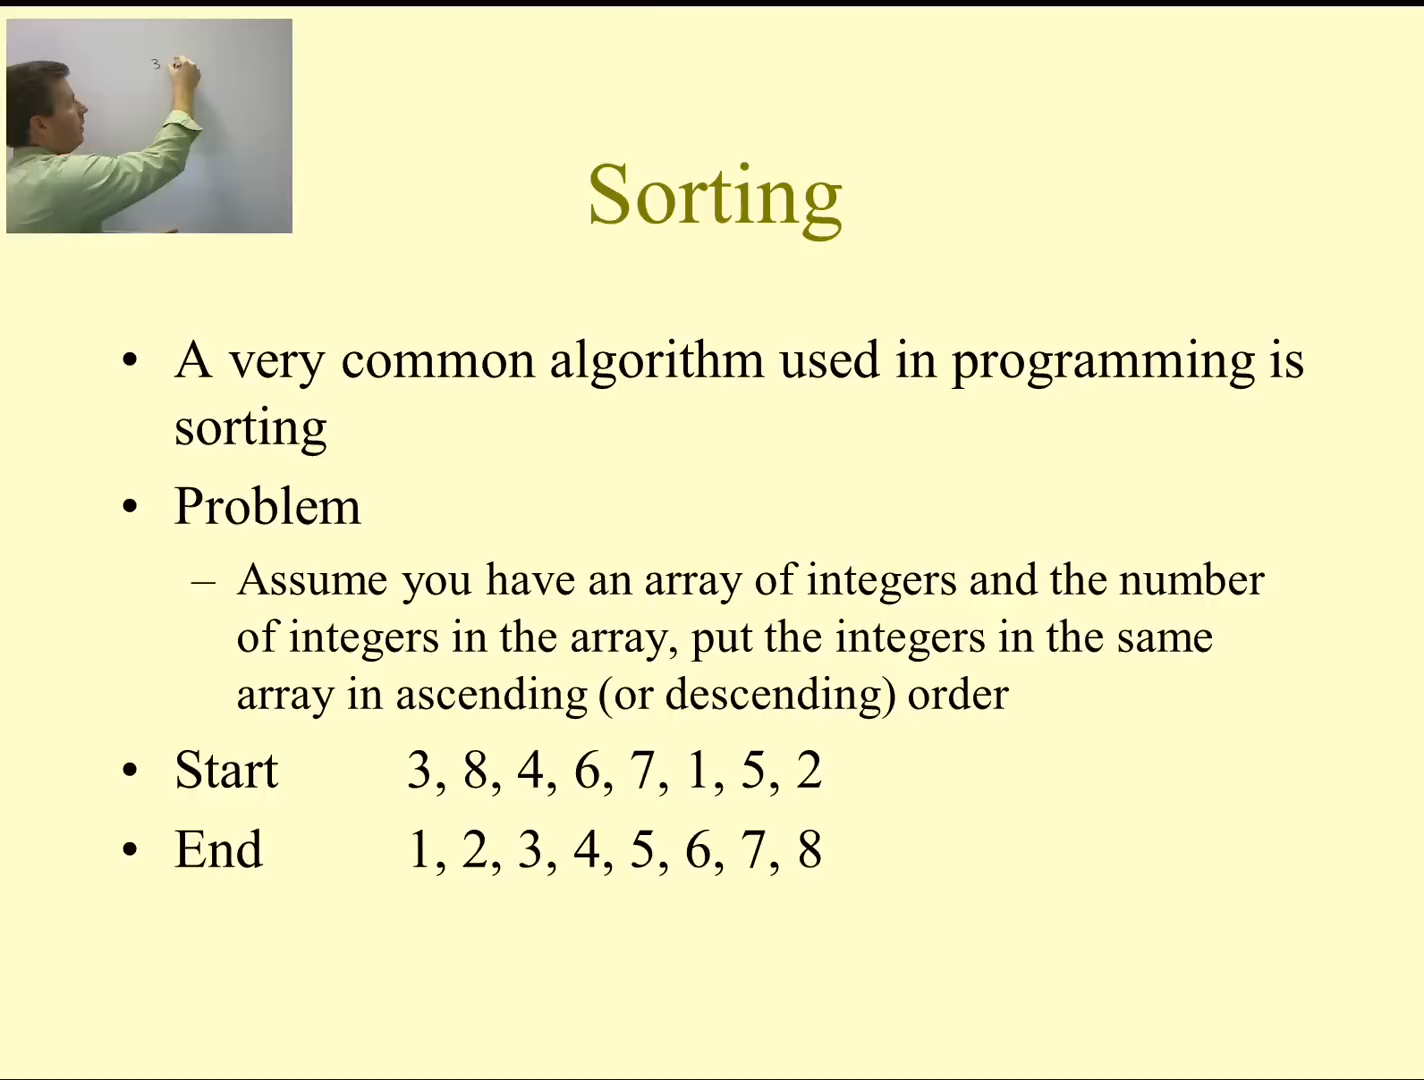 3
Sorting
• A very common algorithm used in programming is
sorting
• Problem
– Assume you have an array of integers and the number
of integers in the same array, put the integers in the same
array in ascending (or descending) order
• Start 3, 8, 4, 6, 7, 1, 5, 2
• End 1, 2, 3, 4, 5, 6, 7, 8